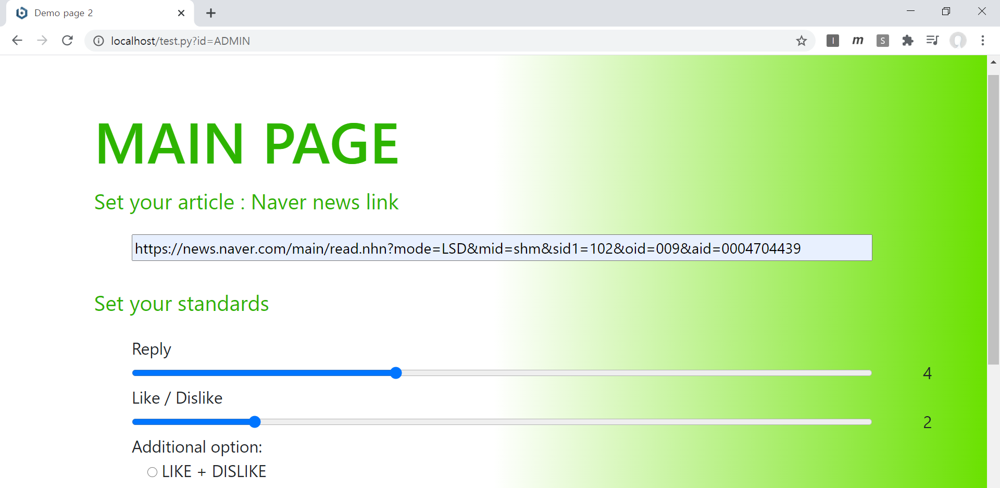 Demo page 2
localhost/test.py?id=ADMIN
I m S
MAIN PAGE
Set your article : Naver news link
https://news.naver.com/main/read.nhn?mode=LSD&mid=shm&sid1=102&oid=009&aid=0004704439
Set your standards
Reply
4
Like / Dislike
2
Additional option:
LIKE + DISLIKE